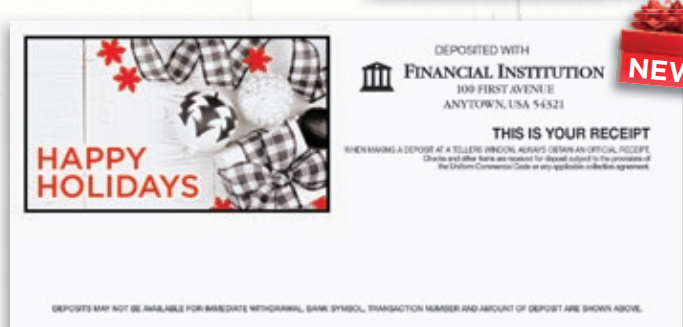 NEW
DEPOSITED WITH
FINANCIAL INSTITUTION
100 FIRST AVENUE
ANYTOWN, USA 54321
THIS IS YOUR RECEIPT
WHEN MAKING A DEPOSIT AT A TELLERS WINDOW, ALWAYS OBTAIN AN OFFICIAL RECEIPT.
Checks and other items are received for deposit subject to the provisions of
the Uniform Commercial Code or any applicable collection agreement.
HAPPY
HOLIDAYS
DEPOSITS MAY NOT BE AVAILABLE FOR IMMEDIATE WITHDRAWAL, BANK SYMBOL, TRANSACTION NUMBER AND AMOUNT OF DEPOSIT ARE SHOWN ABOVE.